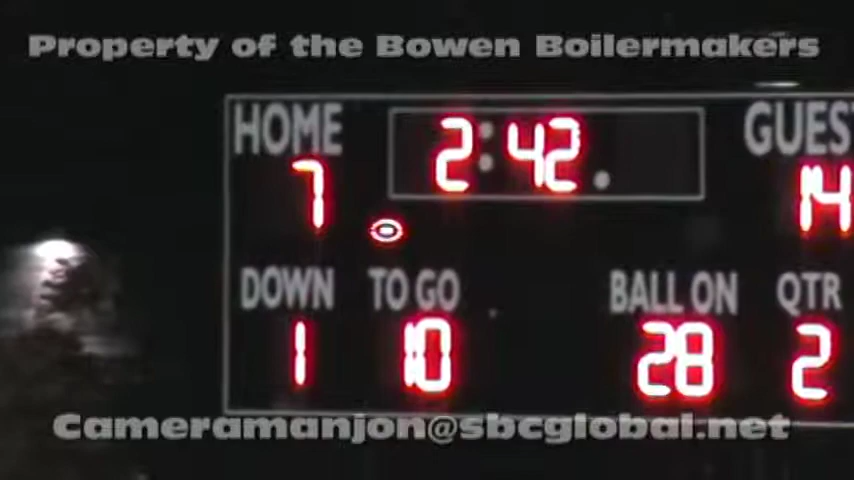 Property of the Bowen Boilermakers
HOME 2:42. GUEST
7 14
DOWN TO GO BALL ON QTR
1 10 28 2
Cameramanjon@sbcglobal.net